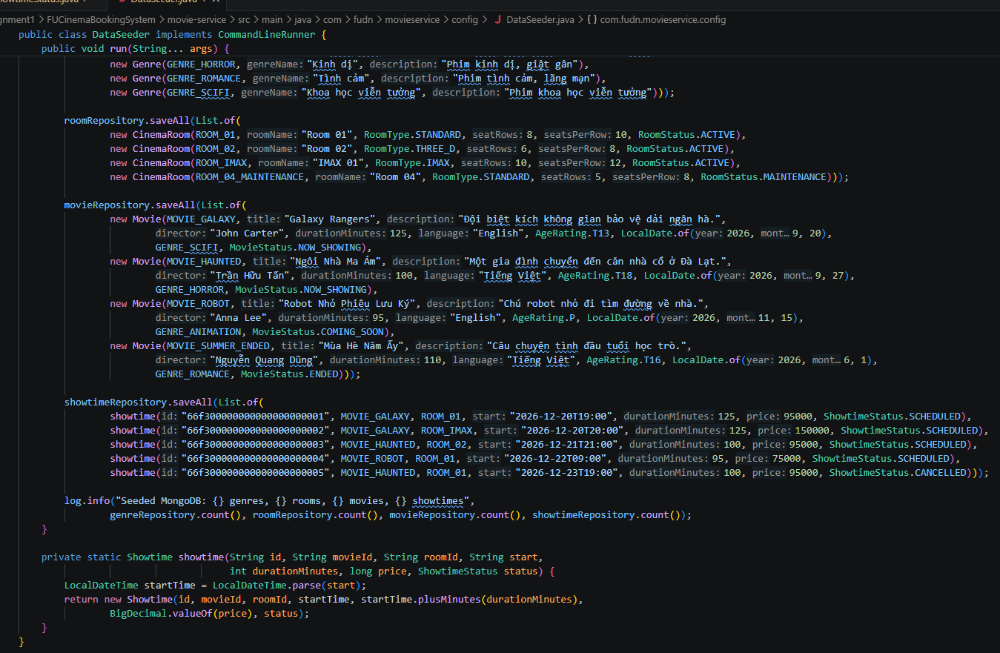 DataSeeder.java
gnment1 > FUCinemaBookingSystem > movie-service > src > main > java > com > fudn > movieservice > config > J DataSeeder.java > {} com.fudn.movieservice.config
public class DataSeeder implements CommandLineRunner {
public void run(String... args) {
new Genre(GENRE_HORROR, genreName: "Kinh dị", description: "Phim kinh dị, giật gân"),
new Genre(GENRE_ROMANCE, genreName: "Tình cảm", description: "Phim tình cảm, lãng mạn"),
new Genre(GENRE_SCIFI, genreName: "Khoa học viễn tưởng", description: "Phim khoa học viễn tưởng")));
roomRepository.saveAll(List.of(
new CinemaRoom(ROOM_01, roomName: "Room 01", RoomType.STANDARD, seatRows: 8, seatsPerRow: 10, RoomStatus.ACTIVE),
new CinemaRoom(ROOM_02, roomName: "Room 02", RoomType.THREE_D, seatRows: 6, seatsPerRow: 8, RoomStatus.ACTIVE),
new CinemaRoom(ROOM_IMAX, roomName: "IMAX 01", RoomType.IMAX, seatRows: 10, seatsPerRow: 12, RoomStatus.ACTIVE),
new CinemaRoom(ROOM_04_MAINTENANCE, roomName: "Room 04", RoomType.STANDARD, seatRows: 5, seatsPerRow: 8, RoomStatus.MAINTENANCE)));
movieRepository.saveAll(List.of(
new Movie(MOVIE_GALAXY, title: "Galaxy Rangers", description: "Đội biệt kích không gian bảo vệ dải ngân hà.",
director: "John Carter", durationMinutes: 125, language: "English", AgeRating.T13, LocalDate.of(year: 2026, mont… 9, 20),
GENRE_SCIFI, MovieStatus.NOW_SHOWING),
new Movie(MOVIE_HAUNTED, title: "Ngôi Nhà Ma Ám", description: "Một gia đình chuyển đến căn nhà cổ ở Đà Lạt.",
director: "Trần Hữu Tấn", durationMinutes: 100, language: "Tiếng Việt", AgeRating.T18, LocalDate.of(year: 2026, mont… 9, 27),
GENRE_HORROR, MovieStatus.NOW_SHOWING),
new Movie(MOVIE_ROBOT, title: "Robot Nhỏ Phiêu Lưu Ký", description: "Chú robot nhỏ đi tìm đường về nhà.",
director: "Anna Lee", durationMinutes: 95, language: "English", AgeRating.P, LocalDate.of(year: 2026, mont… 11, 15),
GENRE_ANIMATION, MovieStatus.COMING_SOON),
new Movie(MOVIE_SUMMER_ENDED, title: "Mùa Hè Năm Ấy", description: "Câu chuyện tình đầu tuổi học trò.",
director: "Nguyễn Quang Dũng", durationMinutes: 110, language: "Tiếng Việt", AgeRating.T16, LocalDate.of(year: 2026, mont… 6, 1),
GENRE_ROMANCE, MovieStatus.ENDED)));
showtimeRepository.saveAll(List.of(
showtime(id: "66f300000000000000000001", MOVIE_GALAXY, ROOM_01, start: "2026-12-20T19:00", durationMinutes: 125, price: 95000, ShowtimeStatus.SCHEDULED),
showtime(id: "66f300000000000000000002", MOVIE_GALAXY, ROOM_IMAX, start: "2026-12-20T20:00", durationMinutes: 125, price: 150000, ShowtimeStatus.SCHEDULED),
showtime(id: "66f300000000000000000003", MOVIE_HAUNTED, ROOM_02, start: "2026-12-21T21:00", durationMinutes: 100, price: 95000, ShowtimeStatus.SCHEDULED),
showtime(id: "66f300000000000000000004", MOVIE_ROBOT, ROOM_01, start: "2026-12-22T09:00", durationMinutes: 95, price: 75000, ShowtimeStatus.SCHEDULED),
showtime(id: "66f300000000000000000005", MOVIE_HAUNTED, ROOM_01, start: "2026-12-23T19:00", durationMinutes: 100, price: 95000, ShowtimeStatus.CANCELLED)));
log.info("Seeded MongoDB: {} genres, {} rooms, {} movies, {} showtimes",
genreRepository.count(), roomRepository.count(), movieRepository.count(), showtimeRepository.count());
}
private static Showtime showtime(String id, String movieId, String roomId, String start,
int durationMinutes, long price, ShowtimeStatus status) {
LocalDateTime startTime = LocalDateTime.parse(start);
return new Showtime(id, movieId, roomId, startTime, startTime.plusMinutes(durationMinutes),
BigDecimal.valueOf(price), status);
}
}